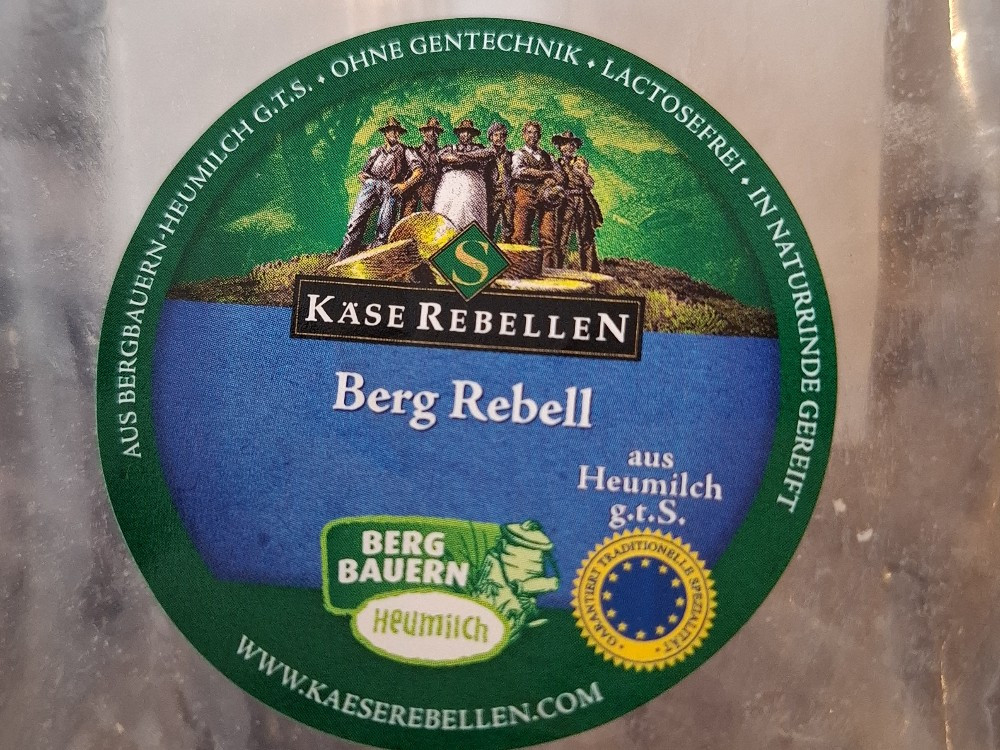 AUS BERGBAUERN-HEUMILCH G.T.S. • OHNE GENTECHNIK • LACTOSEFREI • IN NATURRINDE GEREIFT
S
KÄSE REBELLEN
Berg Rebell
aus
Heumilch
g.t.S.
BERG
BAUERN
Heumilch
GARANTIERT TRADITIONELLE SPEZIALITÄT
WWW.KAESEREBELLEN.COM